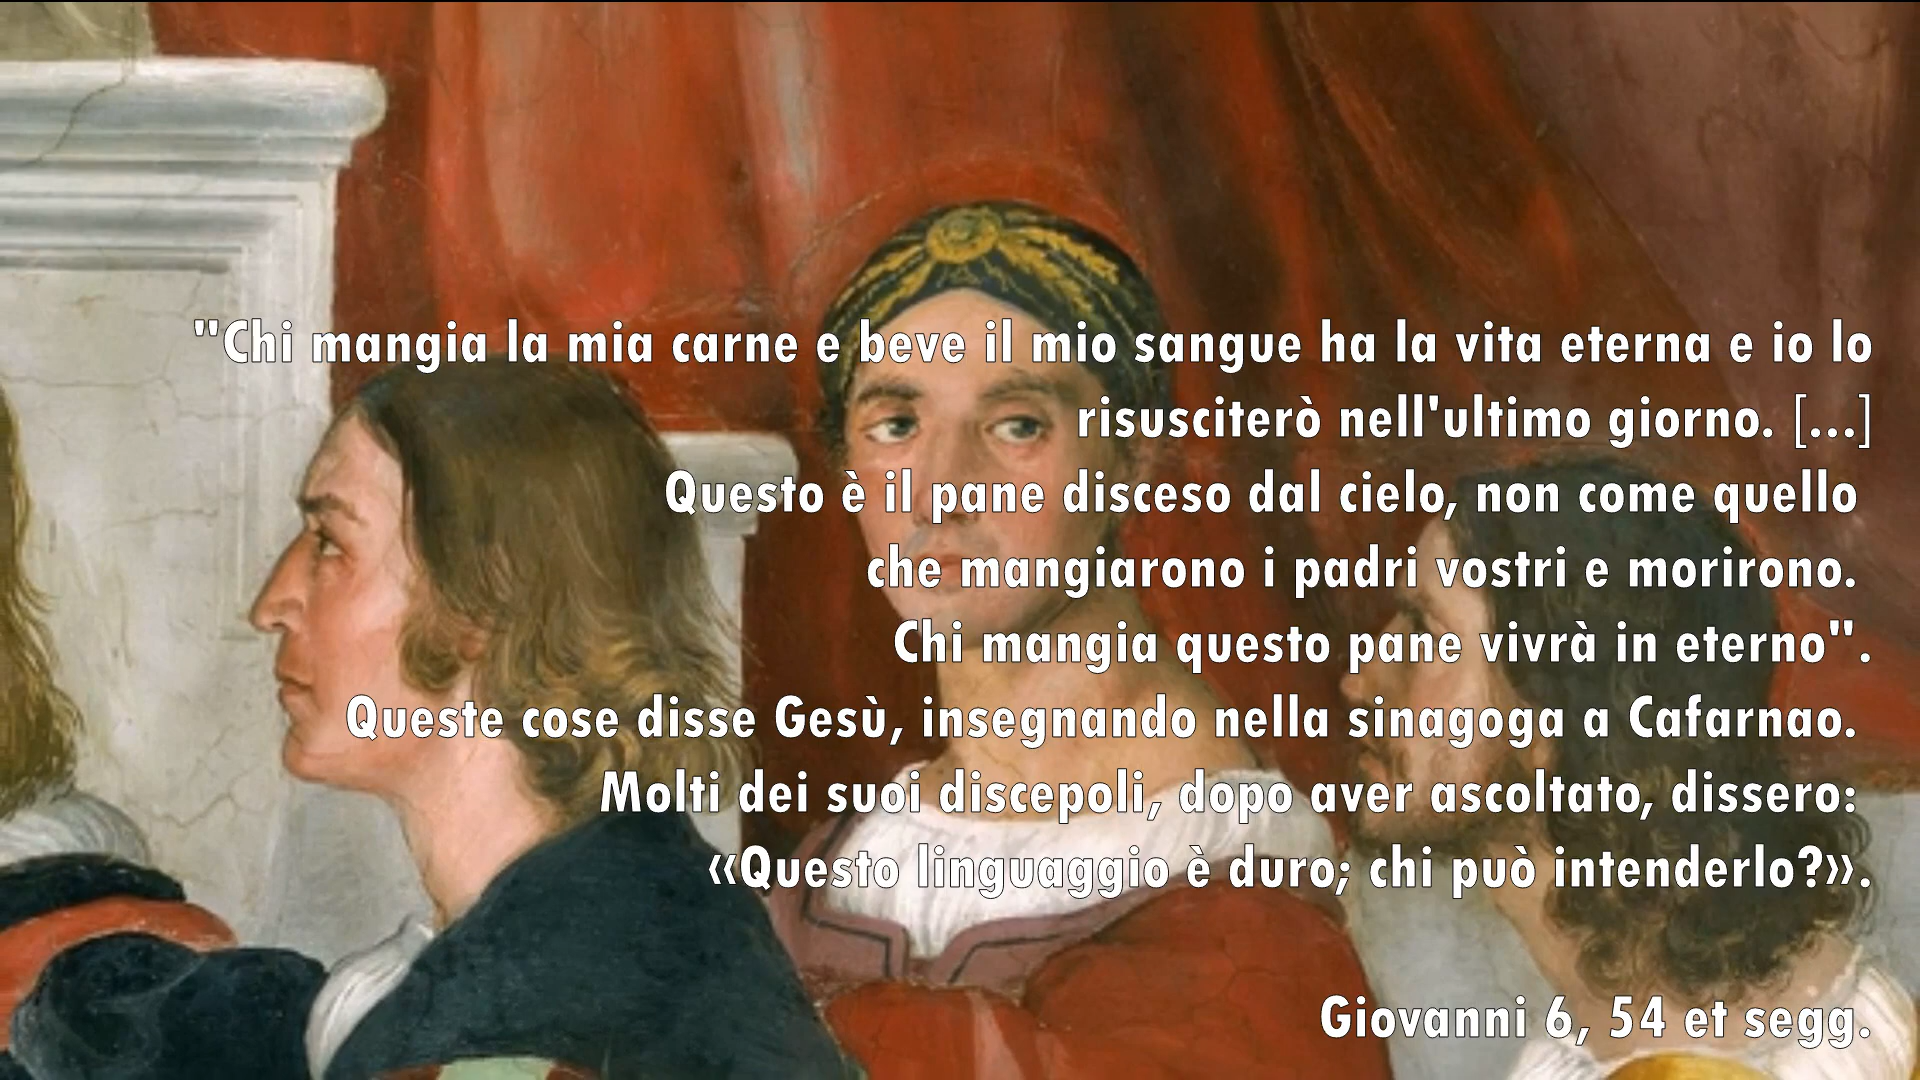 "Chi mangia la mia carne e beve il mio sangue ha la vita eterna e io lo
risusciterò nell'ultimo giorno. [...]
Questo è il pane disceso dal cielo, non come quello
che mangiarono i padri vostri e morirono.
Chi mangia questo pane vivrà in eterno".
Queste cose disse Gesù, insegnando nella sinagoga a Cafarnao.
Molti dei suoi discepoli, dopo aver ascoltato, dissero:
«Questo linguaggio è duro; chi può intenderlo?».
Giovanni 6, 54 et segg.